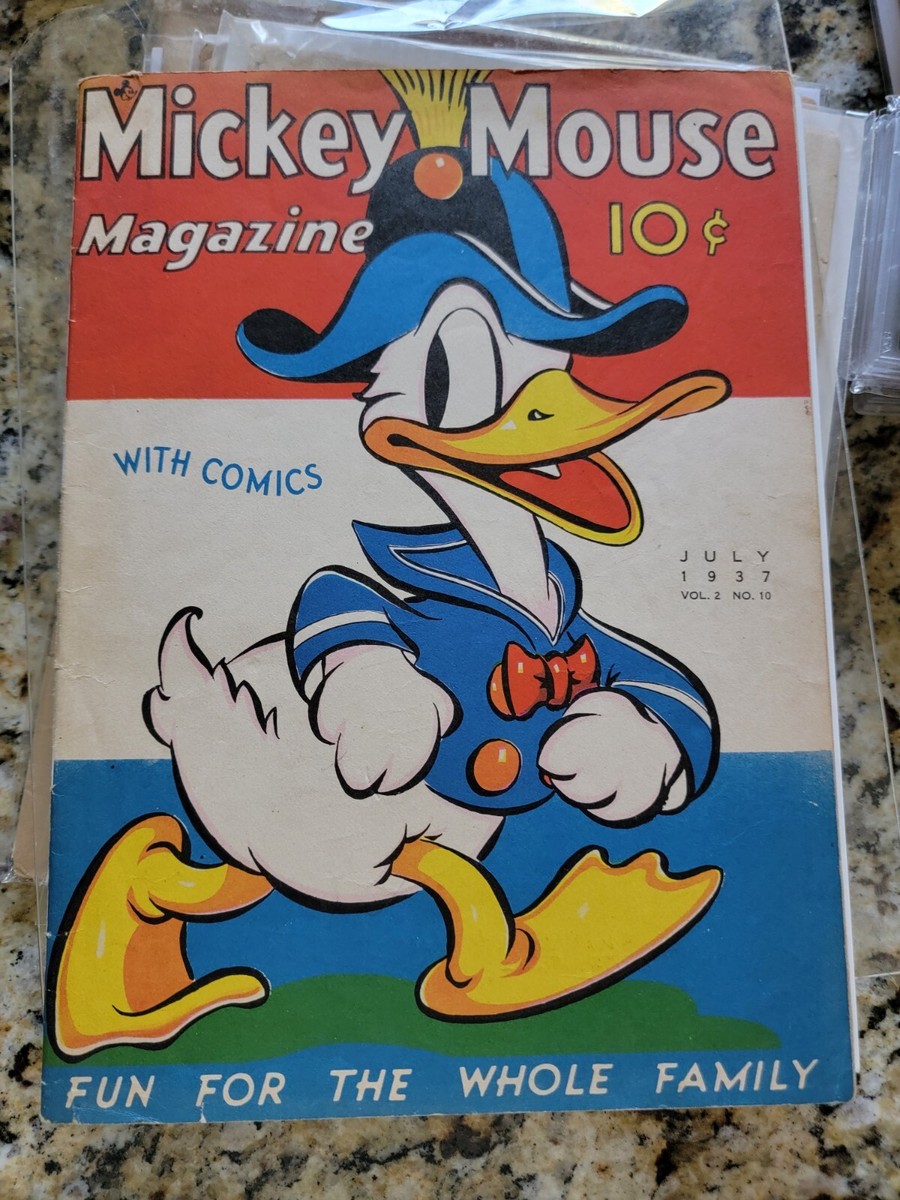 Mickey Mouse
Magazine
10¢
WITH COMICS
JULY
1937
VOL. 2 NO. 10
FUN FOR THE WHOLE FAMILY